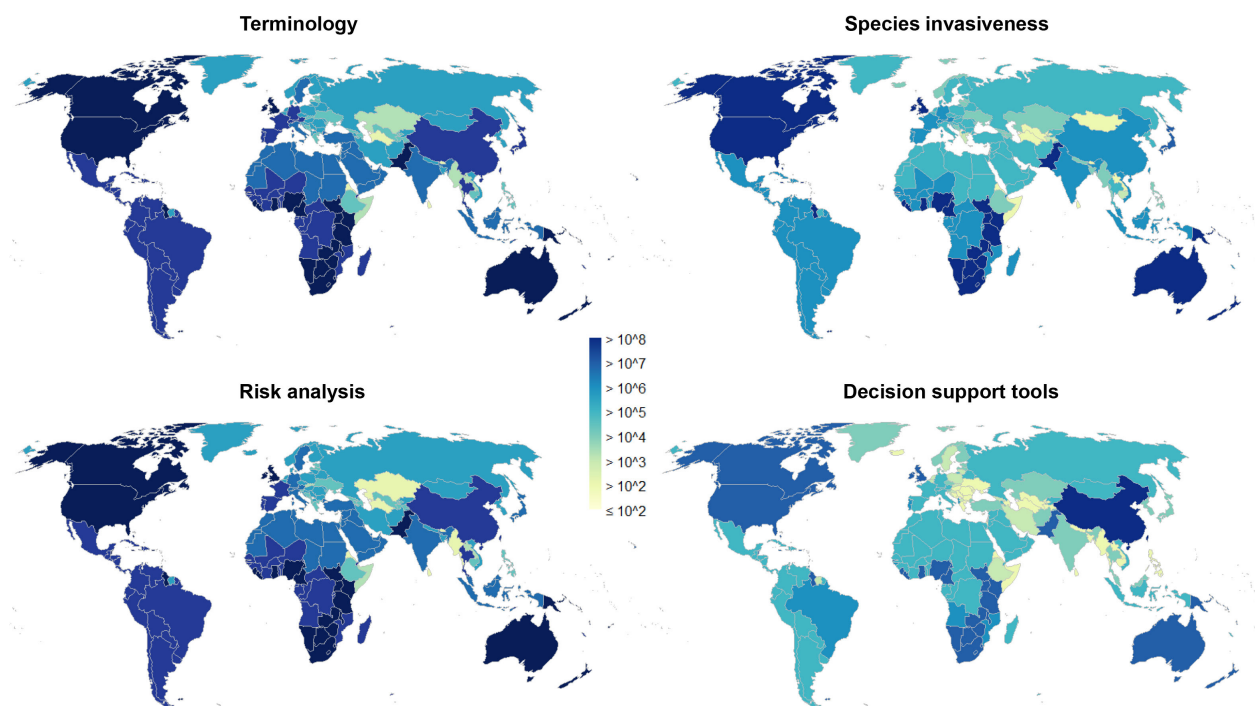 Terminology
Species invasiveness
> 10^8
> 10^7
> 10^6
> 10^5
> 10^4
> 10^3
> 10^2
≤ 10^2
Risk analysis
Decision support tools